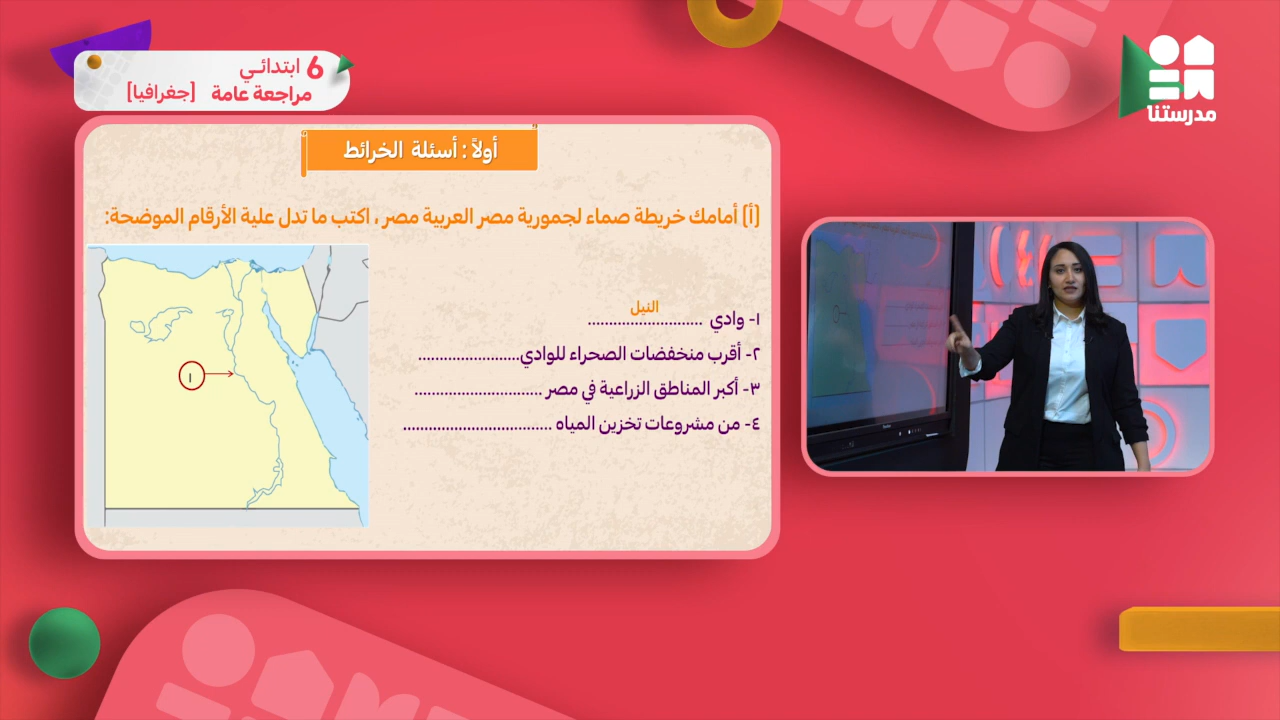 6 ابتدائي
مراجعة عامة [جغرافيا]
مدرستنا
أولاً : أسئلة الخرائط
(أ) أمامك خريطة صماء لجمورية مصر العربية مصر ، اكتب ما تدل علية الأرقام الموضحة:
النيل
١- وادي ...........................
٢- أقرب منخفضات الصحراء للوادي........................
٣- أكبر المناطق الزراعية في مصر ..............................
٤- من مشروعات تخزين المياه ...................................
١